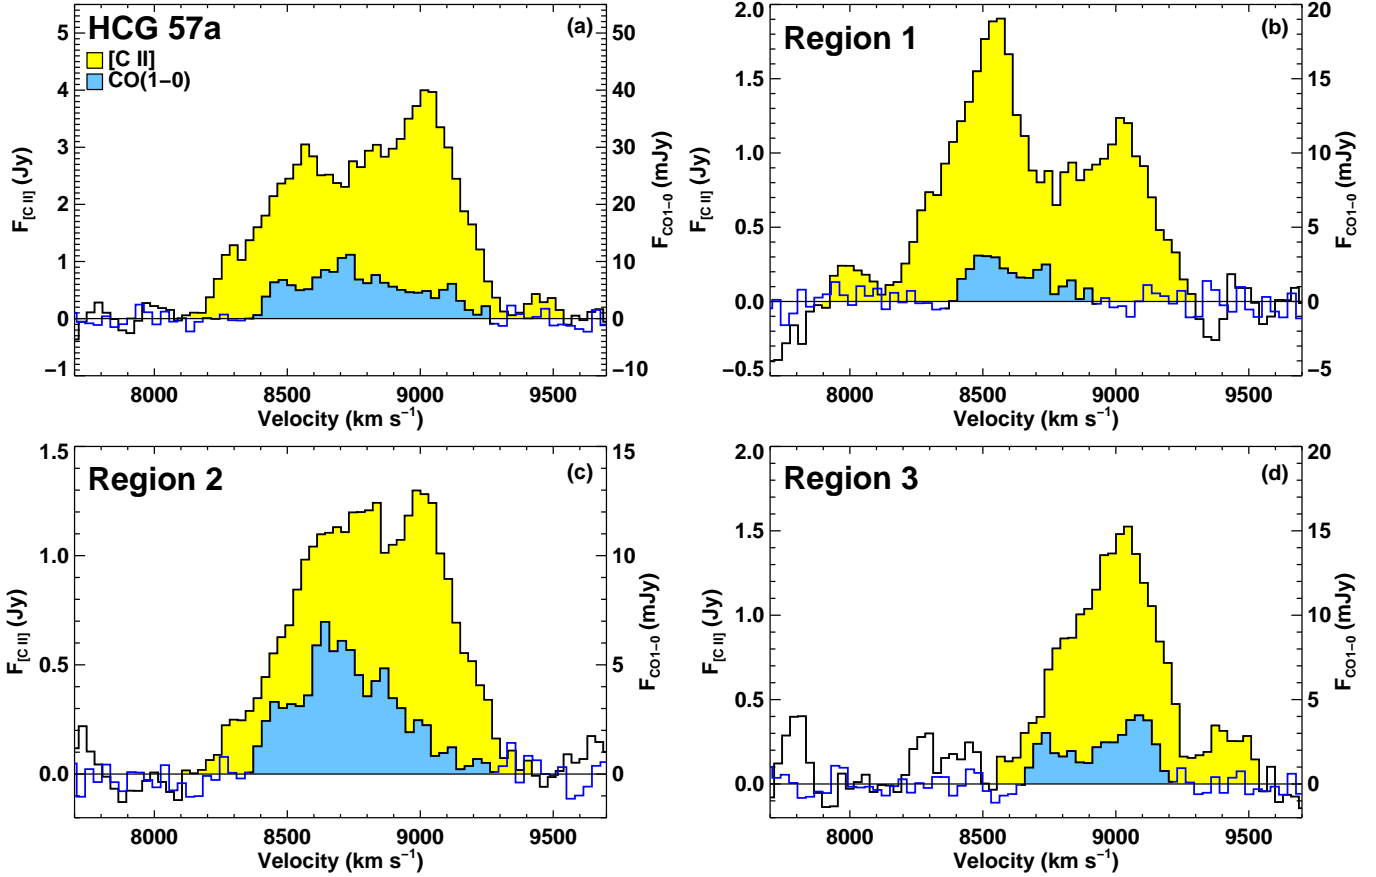 HCG 57a
(a)
[C II]
CO(1−0)
5
4
3
2
1
0
−1
50
40
30
20
10
0
−10
F[C II] (Jy)
FCO1−0 (mJy)
8000 8500 9000 9500
Velocity (km s−1)
Region 1
(b)
2.0
1.5
1.0
0.5
0.0
−0.5
20
15
10
5
0
−5
F[C II] (Jy)
FCO1−0 (mJy)
8000 8500 9000 9500
Velocity (km s−1)
Region 2
(c)
1.5
1.0
0.5
0.0
15
10
5
0
F[C II] (Jy)
FCO1−0 (mJy)
8000 8500 9000 9500
Velocity (km s−1)
Region 3
(d)
2.0
1.5
1.0
0.5
0.0
20
15
10
5
0
F[C II] (Jy)
FCO1−0 (mJy)
8000 8500 9000 9500
Velocity (km s−1)